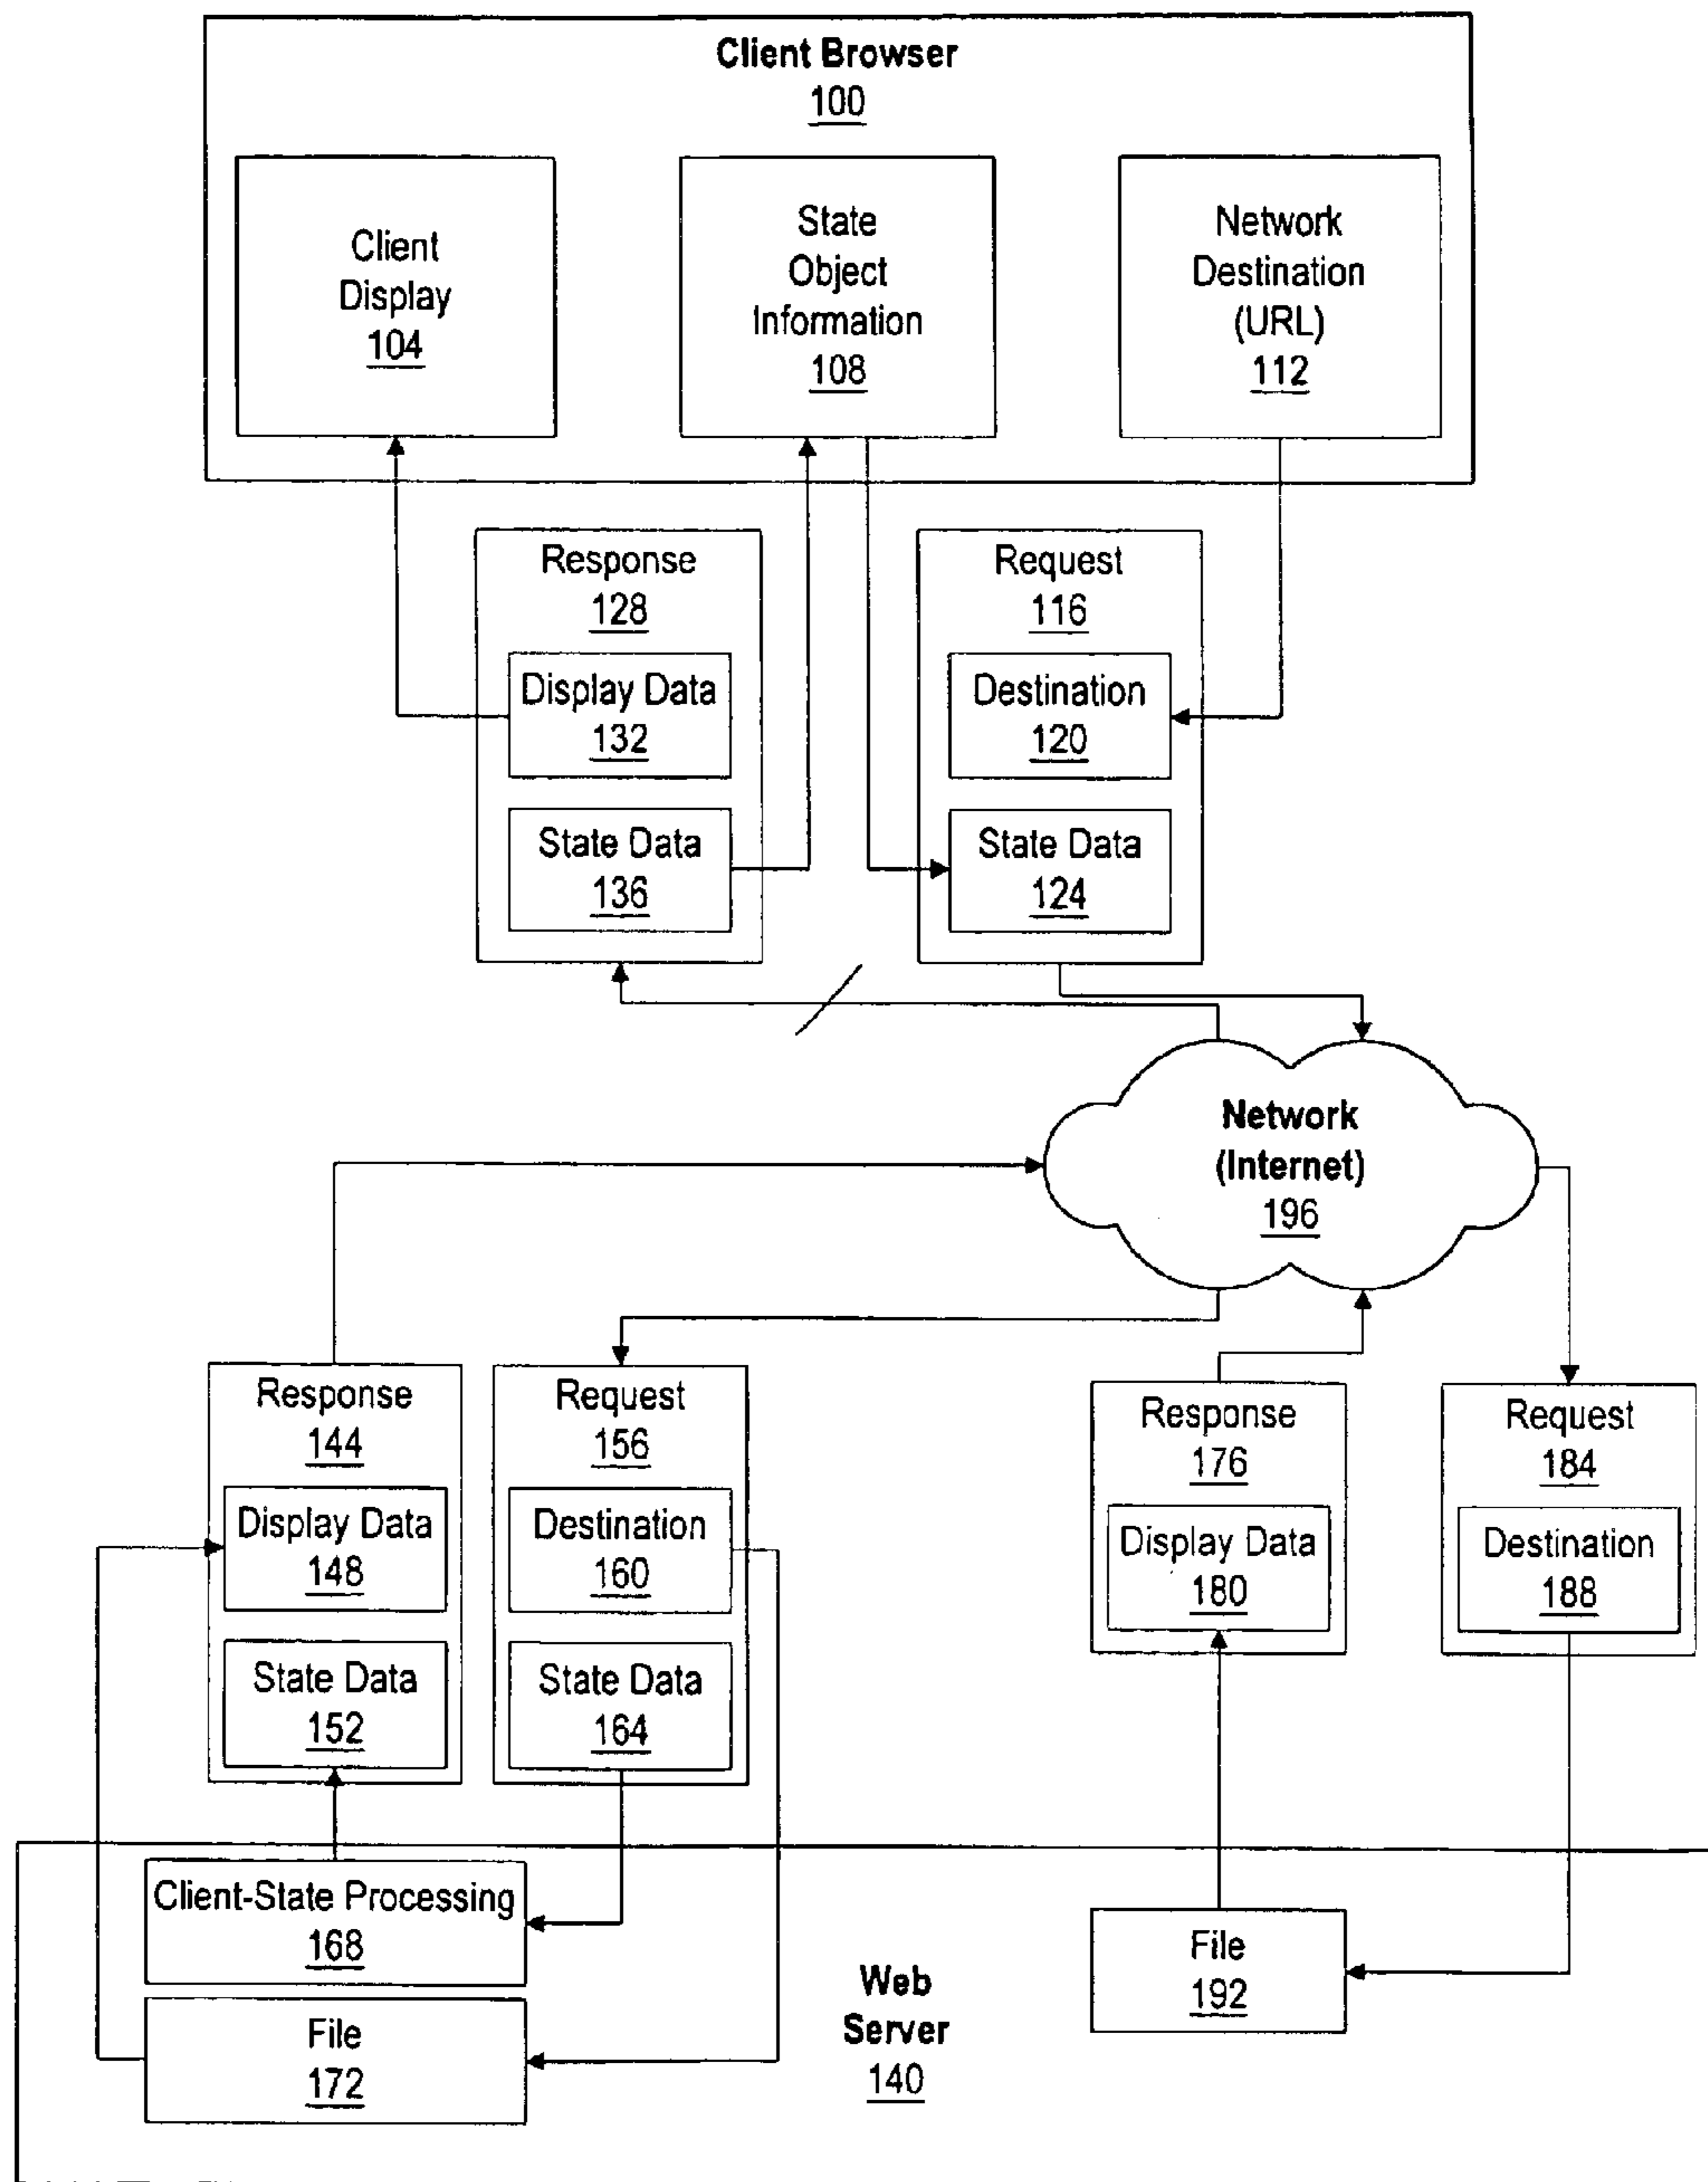 Client Browser
100
Client
Display
104
State
Object
Information
108
Network
Destination
(URL)
112
Response
128
Display Data
132
State Data
136
Request
116
Destination
120
State Data
124
Network
(Internet)
196
Response
144
Display Data
148
State Data
152
Request
156
Destination
160
State Data
164
Response
176
Display Data
180
Request
184
Destination
188
Client-State Processing
168
File
172
Web
Server
140
File
192